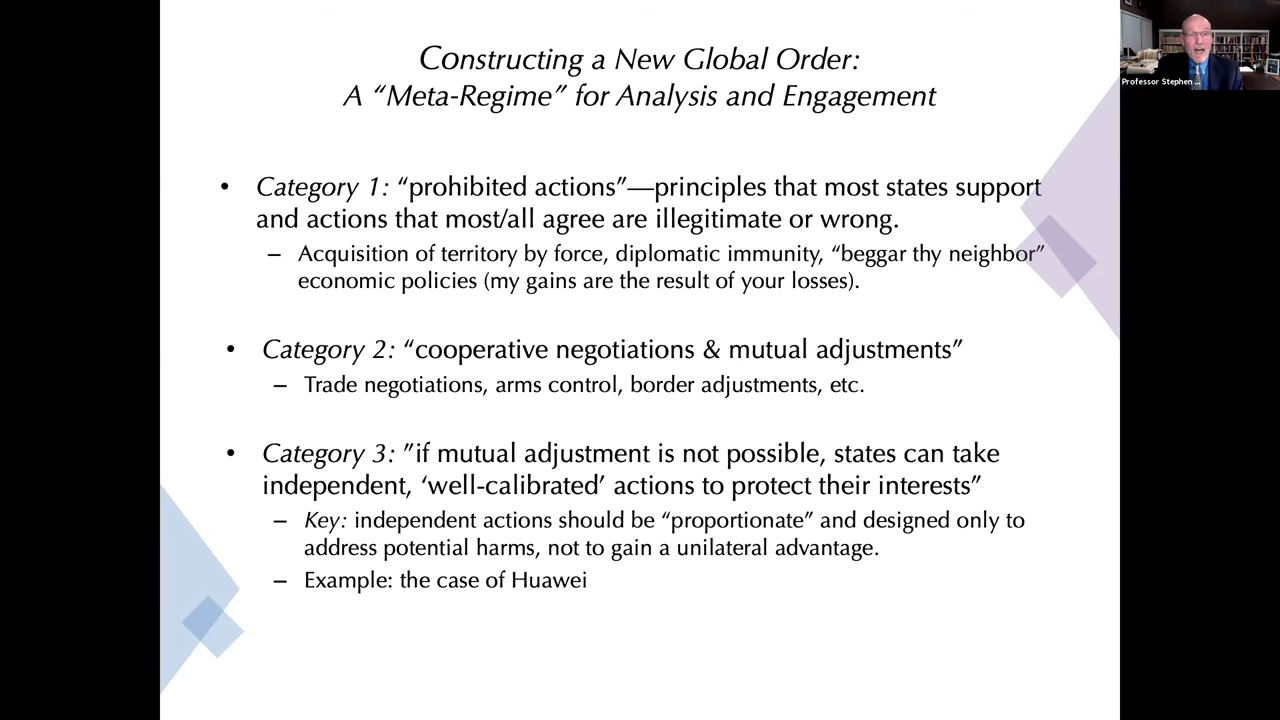 Constructing a New Global Order:
A “Meta-Regime” for Analysis and Engagement
Professor Stephen ...
• Category 1: “prohibited actions”—principles that most states support
and actions that most/all agree are illegitimate or wrong.
– Acquisition of territory by force, diplomatic immunity, “beggar thy neighbor”
economic policies (my gains are the result of your losses).
• Category 2: “cooperative negotiations & mutual adjustments”
– Trade negotiations, arms control, border adjustments, etc.
• Category 3: ”if mutual adjustment is not possible, states can take
independent, ‘well-calibrated’ actions to protect their interests”
– Key: independent actions should be “proportionate” and designed only to
address potential harms, not to gain a unilateral advantage.
– Example: the case of Huawei